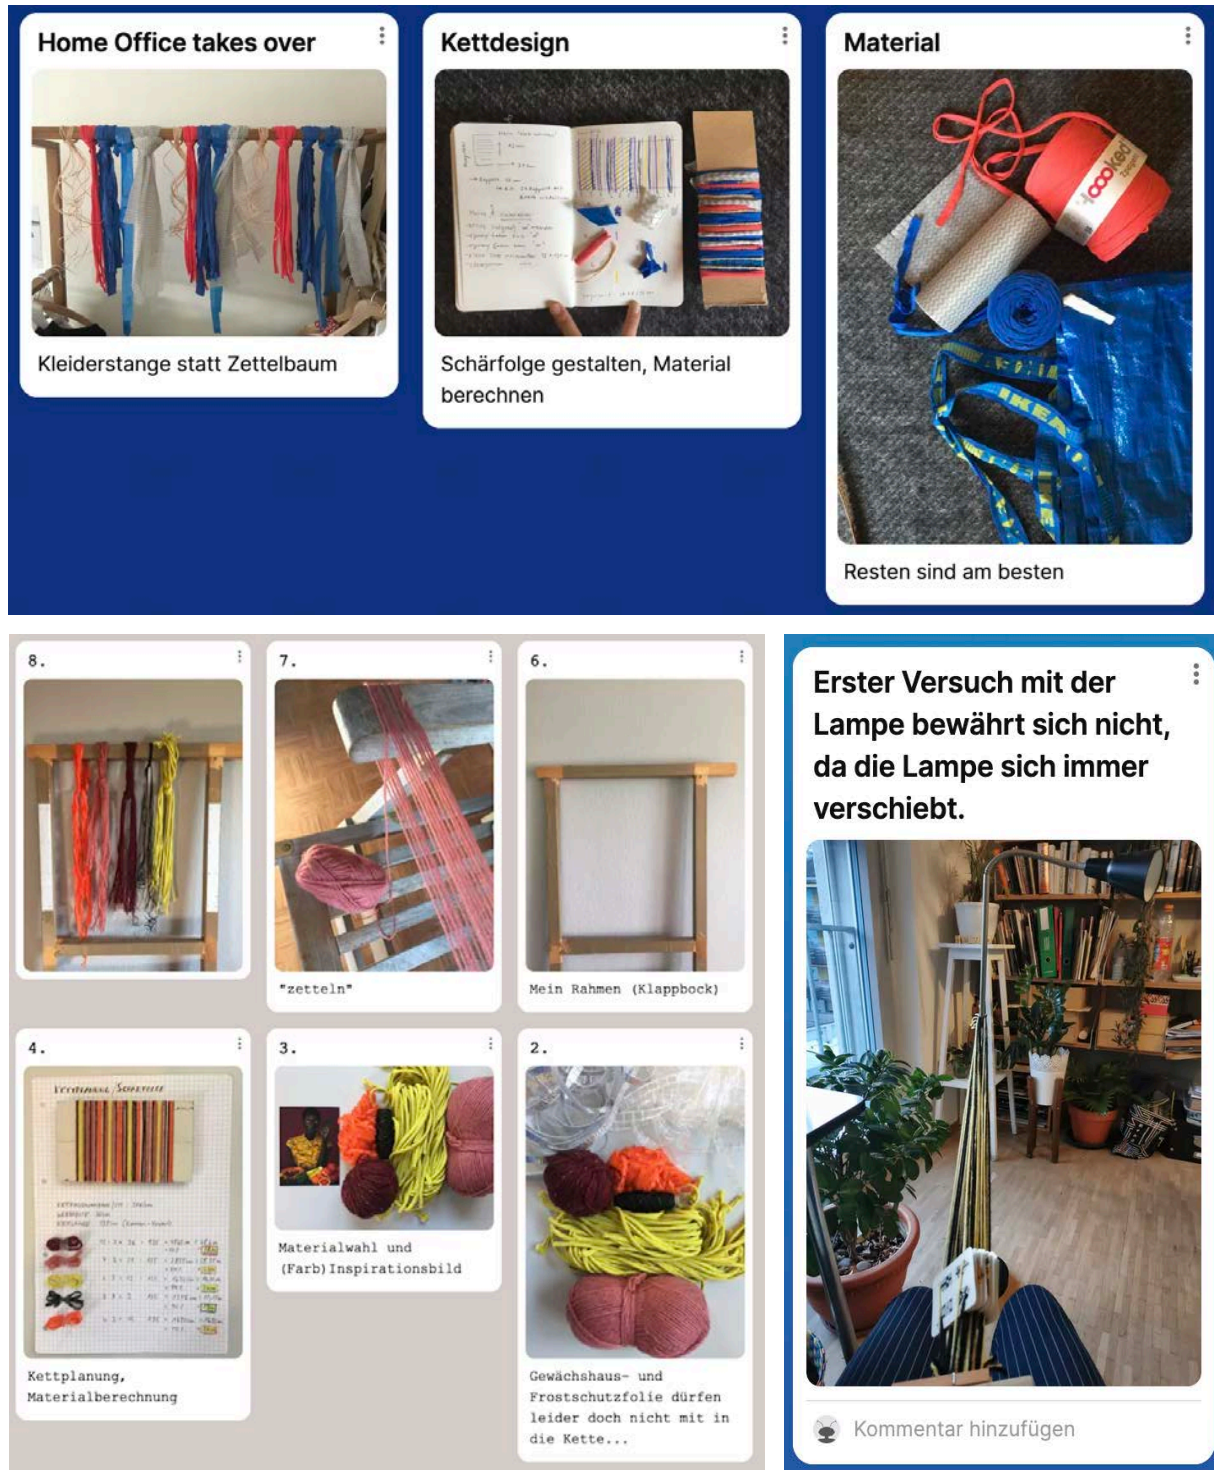 Home Office takes over
Kleiderstange statt Zettelbaum
Kettdesign
Schärfolge gestalten, Material
berechnen
Material
hoooked
IKEA
Resten sind am besten
8.
7.
"zetteln"
6.
Mein Rahmen (Klappbock)
4.
Kettplanung,
Materialberechnung
3.
Materialwahl und
(Farb)Inspirationsbild
2.
Gewächshaus- und
Frostschutzfolie dürfen
leider doch nicht mit in
die Kette...
Erster Versuch mit der
Lampe bewährt sich nicht,
da die Lampe sich immer
verschiebt.
Kommentar hinzufügen